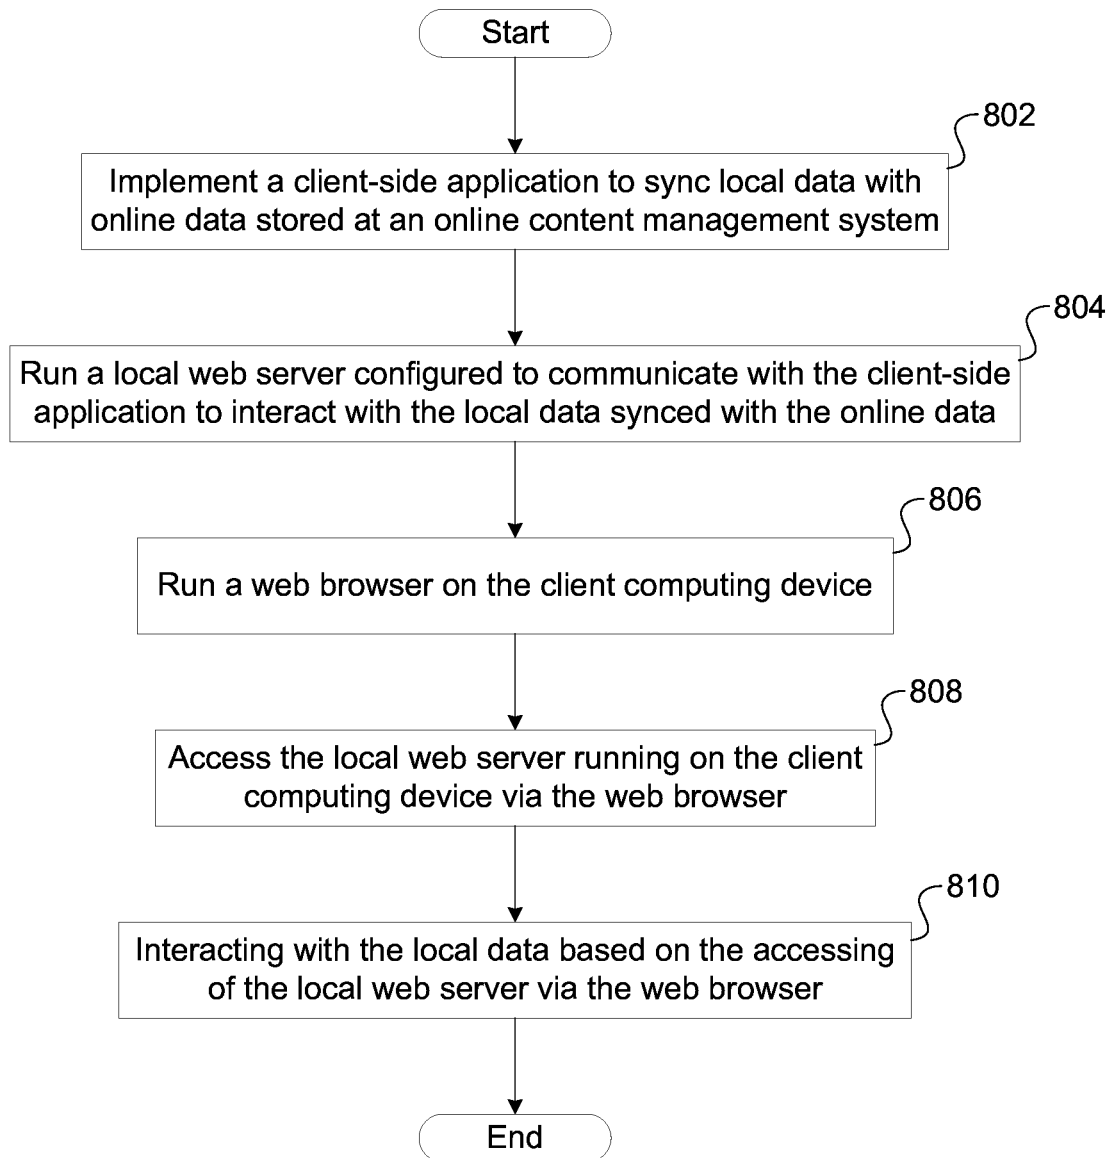 Start
802
Implement a client-side application to sync local data with
online data stored at an online content management system
804
Run a local web server configured to communicate with the client-side
application to interact with the local data synced with the online data
806
Run a web browser on the client computing device
808
Access the local web server running on the client
computing device via the web browser
810
Interacting with the local data based on the accessing
of the local web server via the web browser
End